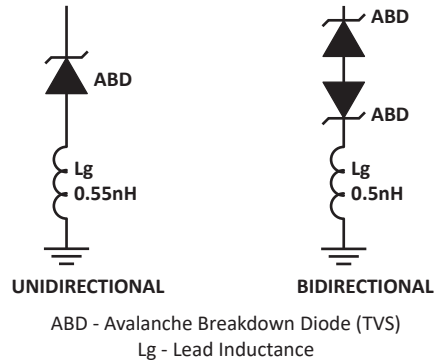 ABD
Lg
0.55nH
UNIDIRECTIONAL
ABD
ABD
Lg
0.5nH
BIDIRECTIONAL
ABD - Avalanche Breakdown Diode (TVS)
Lg - Lead Inductance